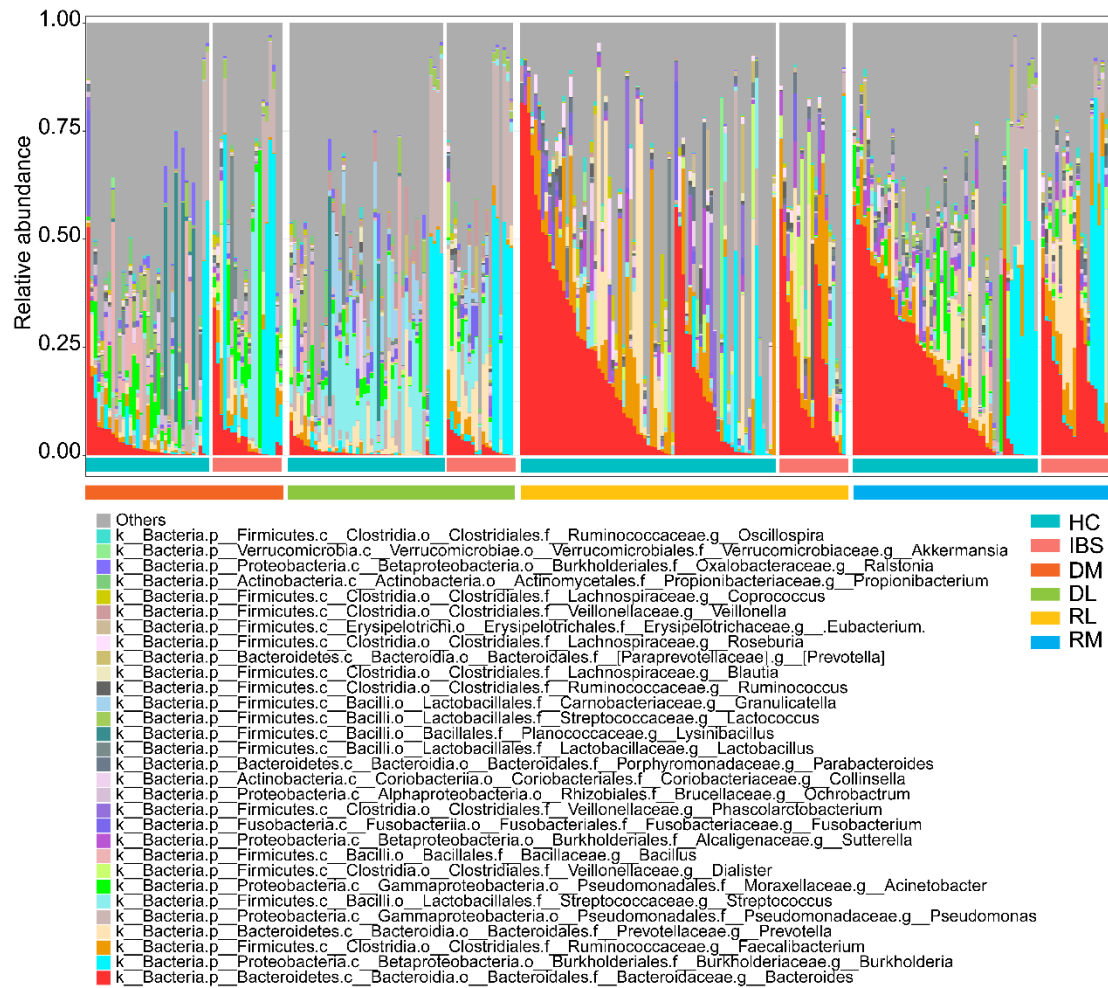 1.00
0.75
0.50
0.25
0.00
Relative abundance
Others
k__Bacteria.p__Firmicutes.c__Clostridia.o__Clostridiales.f__Ruminococcaceae.g__Oscillospira
k__Bacteria.p__Verrucomicrobia.c__Verrucomicrobiae.o__Verrucomicrobiales.f__Verrucomicrobiaceae.g__Akkermansia
k__Bacteria.p__Proteobacteria.c__Betaproteobacteria.o__Burkholderiales.f__Oxalobacteraceae.g__Ralstonia
k__Bacteria.p__Actinobacteria.c__Actinobacteria.o__Actinomycetales.f__Propionibacteriaceae.g__Propionibacterium
k__Bacteria.p__Firmicutes.c__Clostridia.o__Clostridiales.f__Lachnospiraceae.g__Coprococcus
k__Bacteria.p__Firmicutes.c__Clostridia.o__Clostridiales.f__Veillonellaceae.g__Veillonella
k__Bacteria.p__Firmicutes.c__Erysipelotrichi.o__Erysipelotrichales.f__Erysipelotrichaceae.g__.Eubacterium.
k__Bacteria.p__Firmicutes.c__Clostridia.o__Clostridiales.f__Lachnospiraceae.g__Roseburia
k__Bacteria.p__Bacteroidetes.c__Bacteroidia.o__Bacteroidales.f__[Paraprevotellaceae].g__[Prevotella]
k__Bacteria.p__Firmicutes.c__Clostridia.o__Clostridiales.f__Lachnospiraceae.g__Blautia
k__Bacteria.p__Firmicutes.c__Clostridia.o__Clostridiales.f__Ruminococcaceae.g__Ruminococcus
k__Bacteria.p__Firmicutes.c__Bacilli.o__Lactobacillales.f__Carnobacteriaceae.g__Granulicatella
k__Bacteria.p__Firmicutes.c__Bacilli.o__Lactobacillales.f__Streptococcaceae.g__Lactococcus
k__Bacteria.p__Firmicutes.c__Bacilli.o__Bacillales.f__Planococcaceae.g__Lysinibacillus
k__Bacteria.p__Firmicutes.c__Bacilli.o__Lactobacillales.f__Lactobacillaceae.g__Lactobacillus
k__Bacteria.p__Bacteroidetes.c__Bacteroidia.o__Bacteroidales.f__Porphyromonadaceae.g__Parabacteroides
k__Bacteria.p__Actinobacteria.c__Coriobacteriia.o__Coriobacteriales.f__Coriobacteriaceae.g__Collinsella
k__Bacteria.p__Proteobacteria.c__Alphaproteobacteria.o__Rhizobiales.f__Brucellaceae.g__Ochrobactrum
k__Bacteria.p__Firmicutes.c__Clostridia.o__Clostridiales.f__Veillonellaceae.g__Phascolarctobacterium
k__Bacteria.p__Fusobacteria.c__Fusobacteriia.o__Fusobacteriales.f__Fusobacteriaceae.g__Fusobacterium
k__Bacteria.p__Proteobacteria.c__Betaproteobacteria.o__Burkholderiales.f__Alcaligenaceae.g__Sutterella
k__Bacteria.p__Firmicutes.c__Bacilli.o__Bacillales.f__Bacillaceae.g__Bacillus
k__Bacteria.p__Firmicutes.c__Clostridia.o__Clostridiales.f__Veillonellaceae.g__Dialister
k__Bacteria.p__Proteobacteria.c__Gammaproteobacteria.o__Pseudomonadales.f__Moraxellaceae.g__Acinetobacter
k__Bacteria.p__Firmicutes.c__Bacilli.o__Lactobacillales.f__Streptococcaceae.g__Streptococcus
k__Bacteria.p__Proteobacteria.c__Gammaproteobacteria.o__Pseudomonadales.f__Pseudomonadaceae.g__Pseudomonas
k__Bacteria.p__Bacteroidetes.c__Bacteroidia.o__Bacteroidales.f__Prevotellaceae.g__Prevotella
k__Bacteria.p__Firmicutes.c__Clostridia.o__Clostridiales.f__Ruminococcaceae.g__Faecalibacterium
k__Bacteria.p__Proteobacteria.c__Betaproteobacteria.o__Burkholderiales.f__Burkholderiaceae.g__Burkholderia
k__Bacteria.p__Bacteroidetes.c__Bacteroidia.o__Bacteroidales.f__Bacteroidaceae.g__Bacteroides
HC
IBS
DM
DL
RL
RM